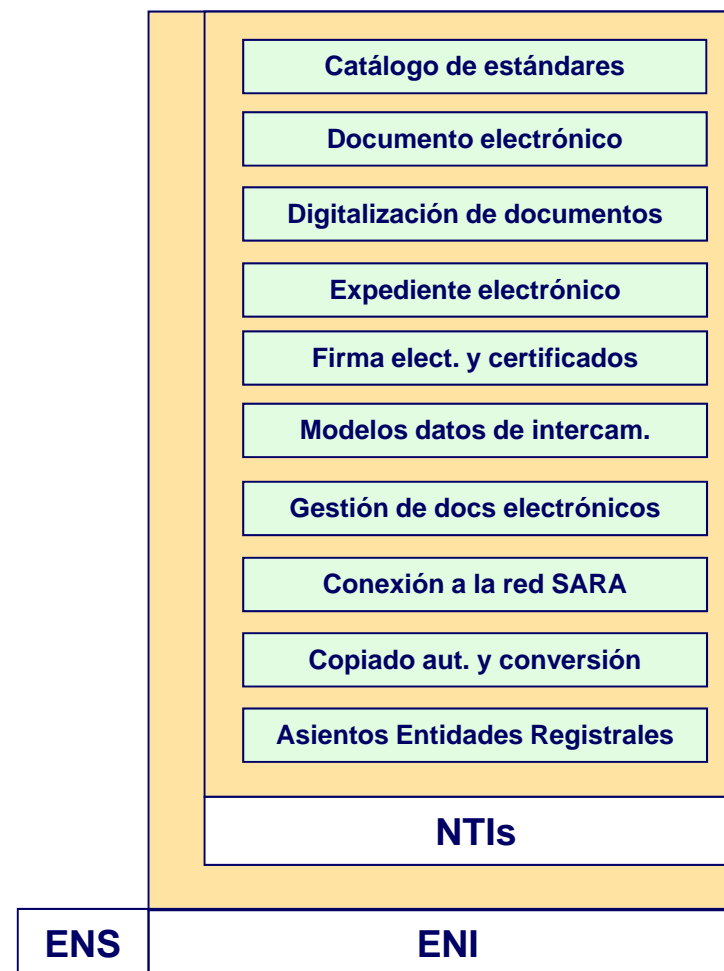 Catálogo de estándares
Documento electrónico
Digitalización de documentos
Expediente electrónico
Firma elect. y certificados
Modelos datos de intercam.
Gestión de docs electrónicos
Conexión a la red SARA
Copiado aut. y conversión
Asientos Entidades Registrales
NTIs
ENS
ENI